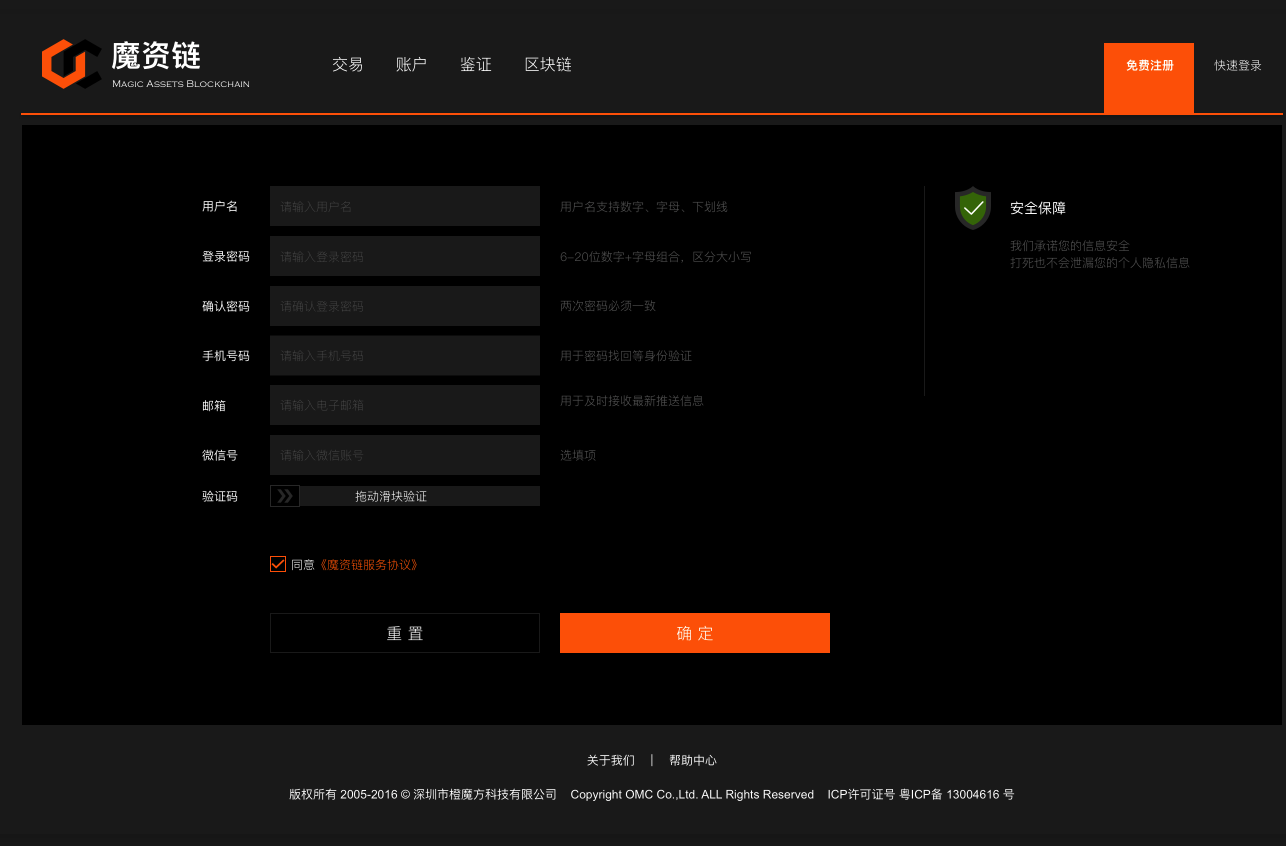 魔资链
Magic Assets Blockchain
交易 账户 鉴证 区块链
免费注册 快速登录
用户名 请输入用户名 用户名支持数字、字母、下划线
登录密码 请输入登录密码 6-20位数字+字母组合，区分大小写
确认密码 请确认登录密码 两次密码必须一致
手机号码 请输入手机号码 用于密码找回等身份验证
邮箱 请输入电子邮箱 用于及时接收最新推送信息
微信号 请输入微信账号 选填项
验证码 拖动滑块验证
同意《魔资链服务协议》
重 置 确 定
安全保障
我们承诺您的信息安全
打死也不会泄漏您的个人隐私信息
关于我们 | 帮助中心
版权所有 2005-2016 © 深圳市橙魔方科技有限公司 Copyright OMC Co.,Ltd. ALL Rights Reserved ICP许可证号 粤ICP备 13004616 号